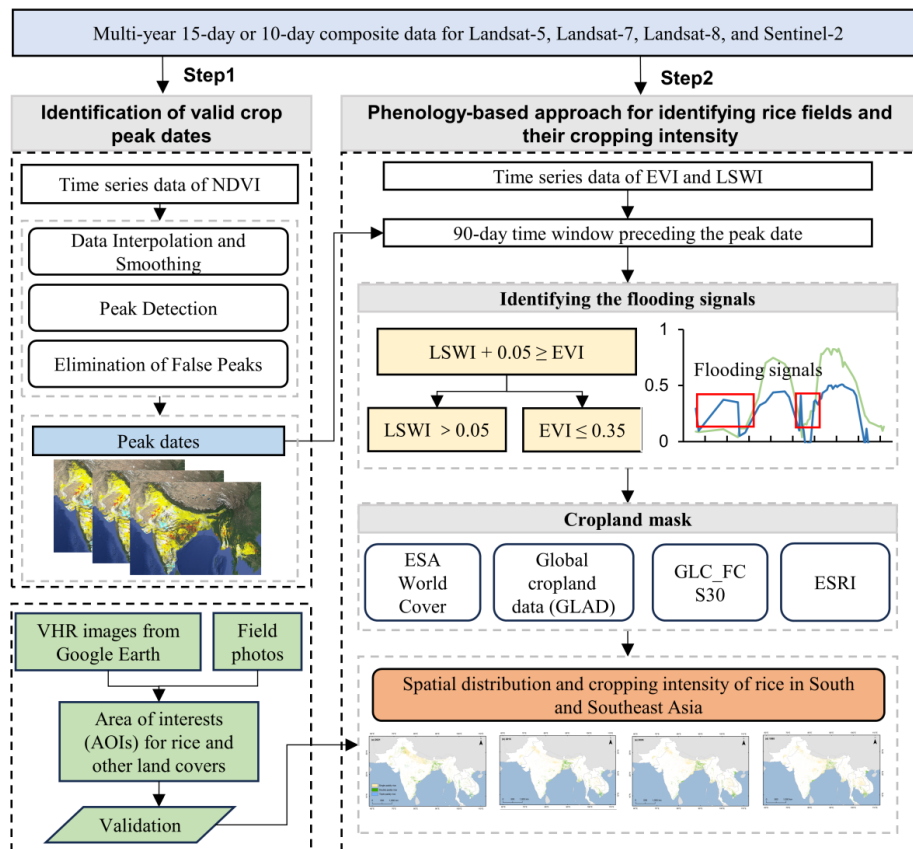 Multi-year 15-day or 10-day composite data for Landsat-5, Landsat-7, Landsat-8, and Sentinel-2
Step1
Step2
Identification of valid crop
peak dates
Time series data of NDVI
Data Interpolation and
Smoothing
Peak Detection
Elimination of False Peaks
Peak dates
VHR images from
Google Earth
Field
photos
Area of interests
(AOIs) for rice and
other land covers
Validation
Phenology-based approach for identifying rice fields and
their cropping intensity
Time series data of EVI and LSWI
90-day time window preceding the peak date
Identifying the flooding signals
LSWI + 0.05 ≥ EVI
LSWI > 0.05
EVI ≤ 0.35
1
Flooding signals
0.5
0
Cropland mask
ESA
World
Cover
Global
cropland
data (GLAD)
GLC_FC
S30
ESRI
Spatial distribution and cropping intensity of rice in South
and Southeast Asia